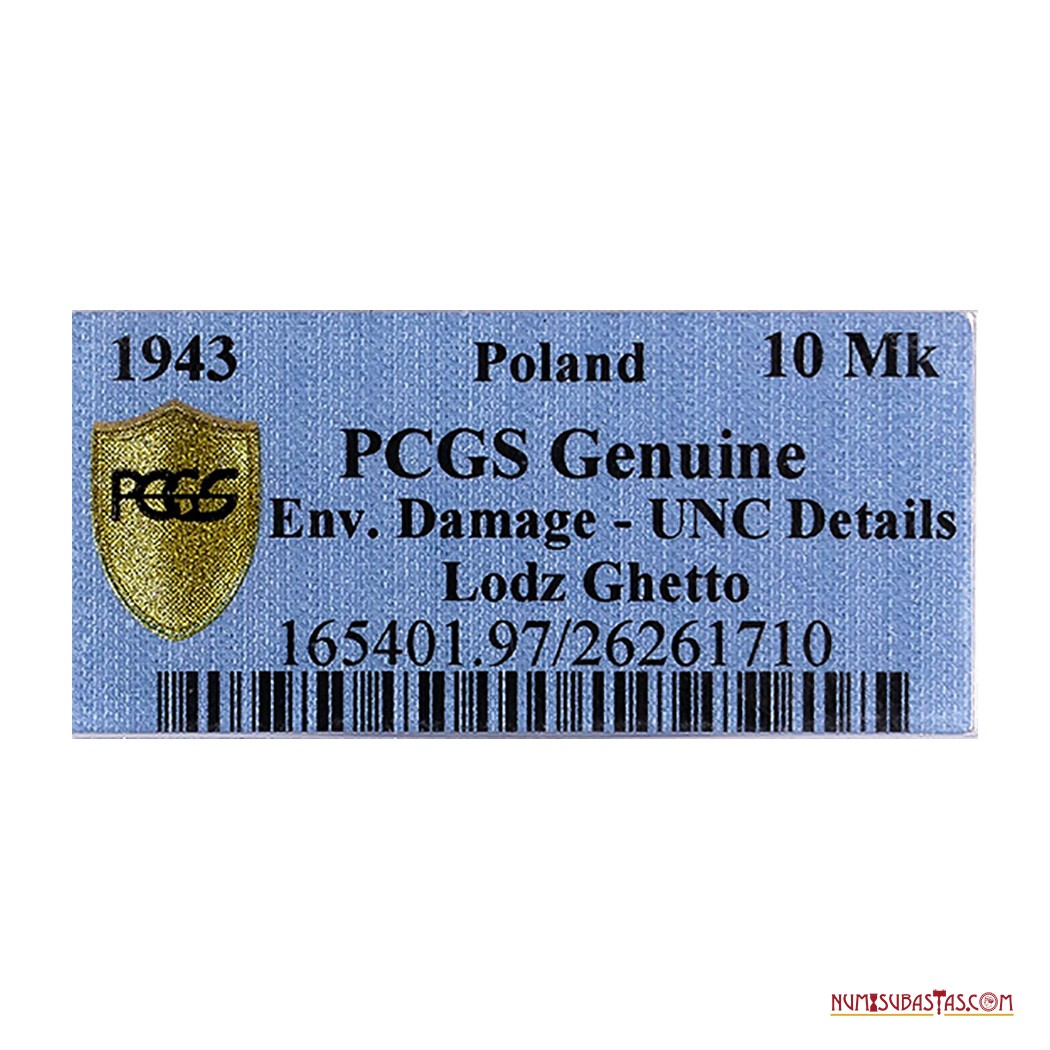 1943 Poland 10 Mk
PCGS Genuine
PCGS
Env. Damage - UNC Details
Lodz Ghetto
165401.97/26261710
NUMISUBASTAS.COM